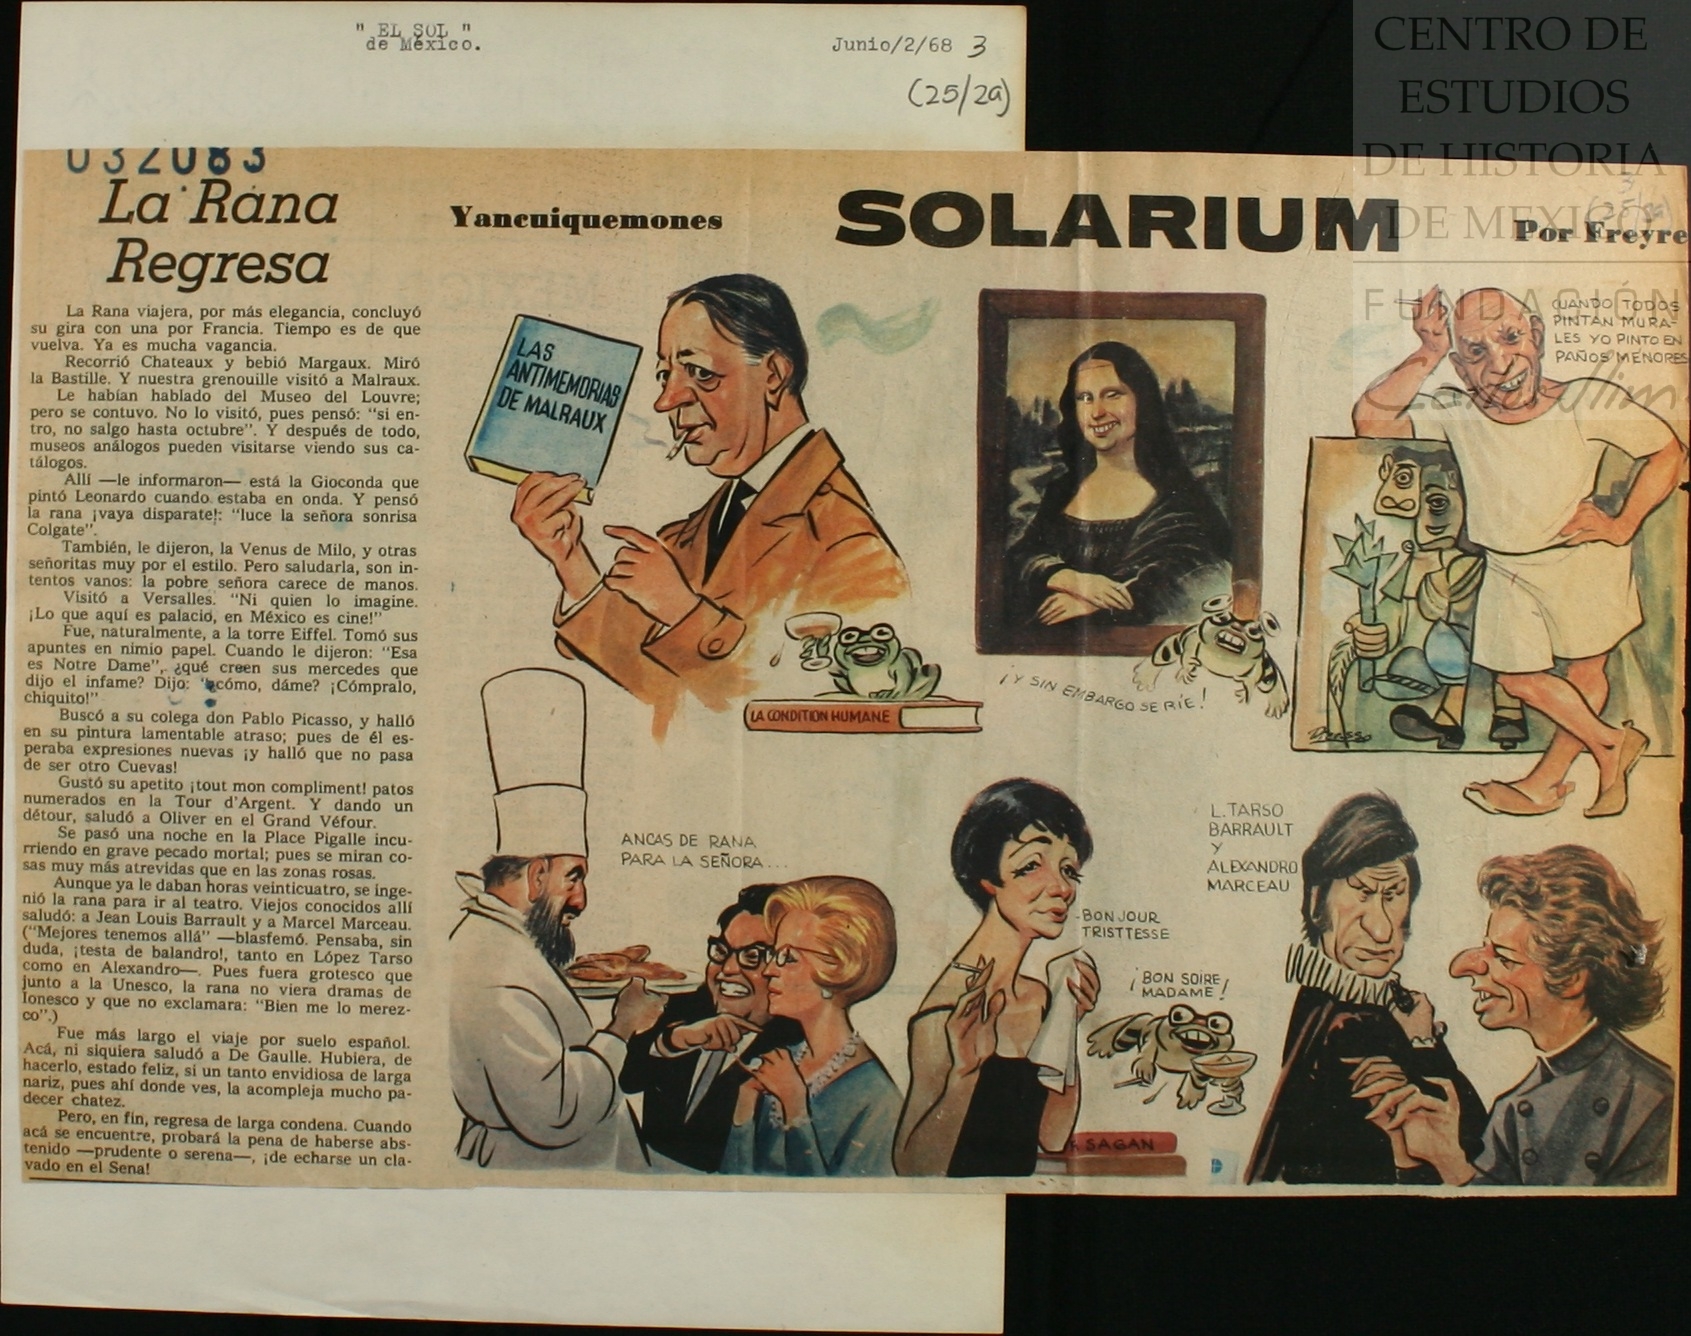 " EL SOL "
de México.
Junio/2/68 3
(25/2a)
CENTRO DE
ESTUDIOS
DE HISTORIA
DE MEXICO
FUNDACIÓN
Carlos Slim
032083
La Rana
Regresa
Yancuiquemones
SOLARIUM
Por Freyre
La Rana viajera, por más elegancia, concluyó
su gira con una por Francia. Tiempo es de que
vuelva. Ya es mucha vagancia.
Recorrió Chateaux y bebió Margaux. Miró
la Bastille. Y nuestra grenouille visitó a Malraux.
Le habían hablado del Museo del Louvre;
pero se contuvo. No lo visitó, pues pensó: "si en-
tro, no salgo hasta octubre". Y después de todo,
museos análogos pueden visitarse viendo sus ca-
tálogos.
Allí —le informaron— está la Gioconda que
pintó Leonardo cuando estaba en onda. Y pensó
la rana ¡vaya disparate!: "luce la señora sonrisa
Colgate".
También, le dijeron, la Venus de Milo, y otras
señoritas muy por el estilo. Pero saludarla, son in-
tentos vanos: la pobre señora carece de manos.
Visitó a Versalles. "Ni quien lo imagine.
¡Lo que aquí es palacio, en México es cine!"
Fue, naturalmente, a la torre Eiffel. Tomó sus
apuntes en nimio papel. Cuando le dijeron: "Esa
es Notre Dame", ¿qué creen sus mercedes que
dijo el infame? Dijo: "¿cómo, dáme? ¡Cómpralo,
chiquito!"
Buscó a su colega don Pablo Picasso, y halló
en su pintura lamentable atraso; pues de él es-
peraba expresiones nuevas ¡y halló que no pasa
de ser otro Cuevas!
Gustó su apetito ¡tout mon compliment! patos
numerados en la Tour d'Argent. Y dando un
détour, saludó a Oliver en el Grand Véfour.
Se pasó una noche en la Place Pigalle incu-
rriendo en grave pecado mortal; pues se miran co-
sas muy más atrevidas que en las zonas rosas.
Aunque ya le daban horas veinticuatro, se inge-
nió la rana para ir al teatro. Viejos conocidos allí
saludó: a Jean Louis Barrault y a Marcel Marceau.
("Mejores tenemos allá" —blasfemó. Pensaba, sin
duda, ¡testa de balandro!, tanto en López Tarso
como en Alexandro—. Pues fuera grotesco que
junto a la Unesco, la rana no viera dramas de
Ionesco y que no exclamara: "Bien me lo merez-
co".)
Fue más largo el viaje por suelo español.
Acá, ni siquiera saludó a De Gaulle. Hubiera, de
hacerlo, estado feliz, si un tanto envidiosa de larga
nariz, pues ahí donde ves, la acompleja mucho pa-
decer chatez.
Pero, en fin, regresa de larga condena. Cuando
acá se encuentre, probará la pena de haberse abs-
tenido —prudente o serena—, ¡de echarse un cla-
vado en el Sena!
LAS
ANTIMEMORIAS
DE MALRAUX
LA CONDITION HUMAINE
¡Y SIN EMBARGO SE RIE!
CUANDO TODOS
PINTAN MURA-
LES YO PINTO EN
PAÑOS MENORES
Picasso
ANCAS DE RANA
PARA LA SEÑORA...
BONJOUR
TRISTTESSE
¡BON SOIRE
MADAME!
SAGAN
L. TARSO
BARRAULT
Y
ALEXANDRO
MARCEAU